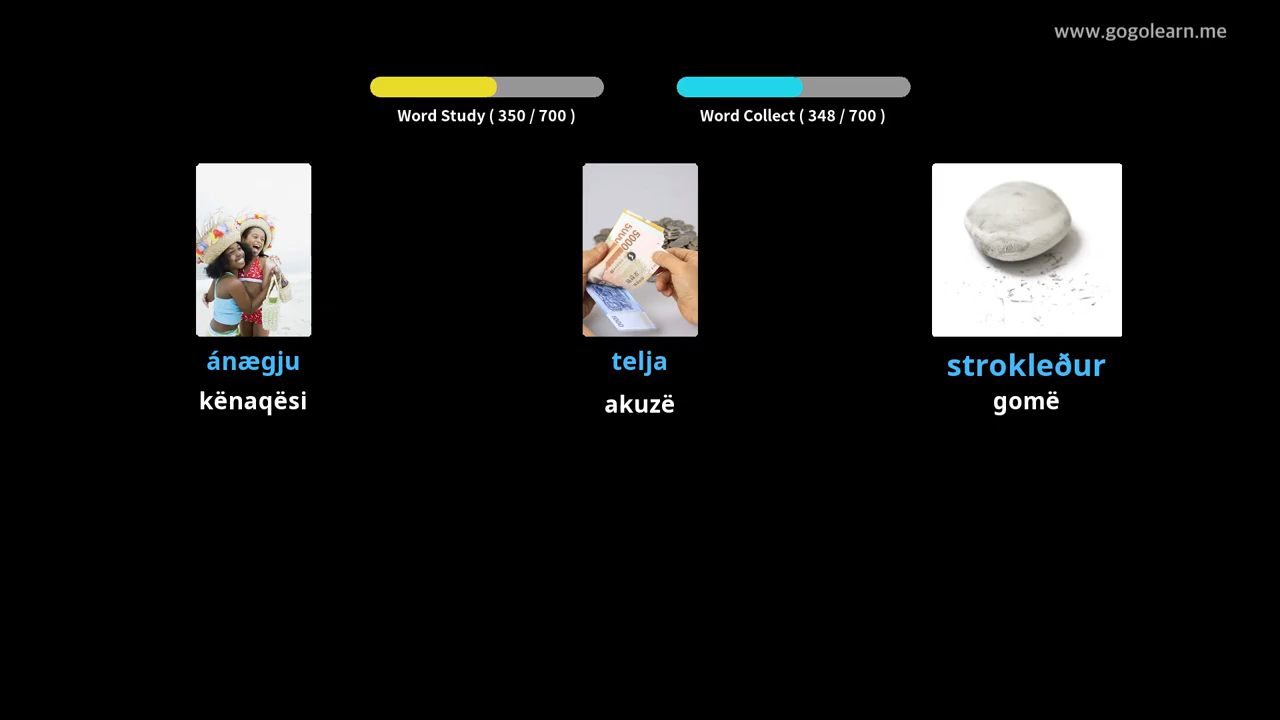 www.gogolearn.me
Word Study ( 350 / 700 )
Word Collect ( 348 / 700 )
ánægju
telja
strokleður
kënaqësi
akuzë
gomë